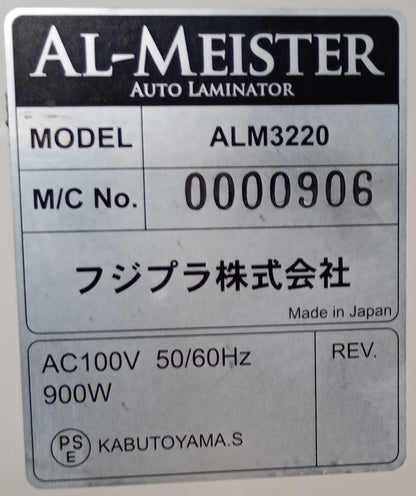 AL-MEISTER
AUTO LAMINATOR
MODEL ALM3220
M/C No. 0000906
フジプラ株式会社
Made in Japan
AC100V 50/60Hz REV.
900W
PS
E KABUTOYAMA.S